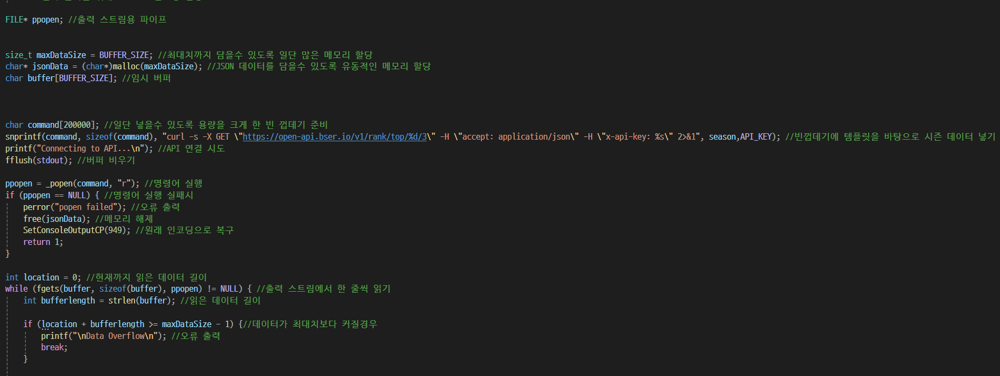 FILE* ppopen; //출력 스트림용 파이프
size_t maxDataSize = BUFFER_SIZE; //최대치까지 담을수 있도록 일단 많은 메모리 할당
char* jsonData = (char*)malloc(maxDataSize); //JSON 데이터를 담을수 있도록 유동적인 메모리 할당
char buffer[BUFFER_SIZE]; //임시 버퍼
char command[200000]; //일단 넣을수 있도록 용량을 크게 한 빈 껍데기 준비
snprintf(command, sizeof(command), "curl -s -X GET \"https://open-api.bser.io/v1/rank/top/%d/3\" -H \"accept: application/json\" -H \"x-api-key: %s\" 2>&1", season,API_KEY); //빈껍데기에 템플릿을 바탕으로 시즌 데이터 넣기
printf("Connecting to API...\n"); //API 연결 시도
fflush(stdout); //버퍼 비우기
ppopen = _popen(command, "r"); //명령어 실행
if (ppopen == NULL) { //명령어 실행 실패시
perror("popen failed"); //오류 출력
free(jsonData); //메모리 해제
SetConsoleOutputCP(949); //원래 인코딩으로 복구
return 1;
}
int location = 0; //현재까지 읽은 데이터 길이
while (fgets(buffer, sizeof(buffer), ppopen) != NULL) { //출력 스트림에서 한 줄씩 읽기
int bufferlength = strlen(buffer); //읽은 데이터 길이
if (location + bufferlength >= maxDataSize - 1) {//데이터가 최대치보다 커질경우
printf("\nData Overflow\n"); //오류 출력
break;
}